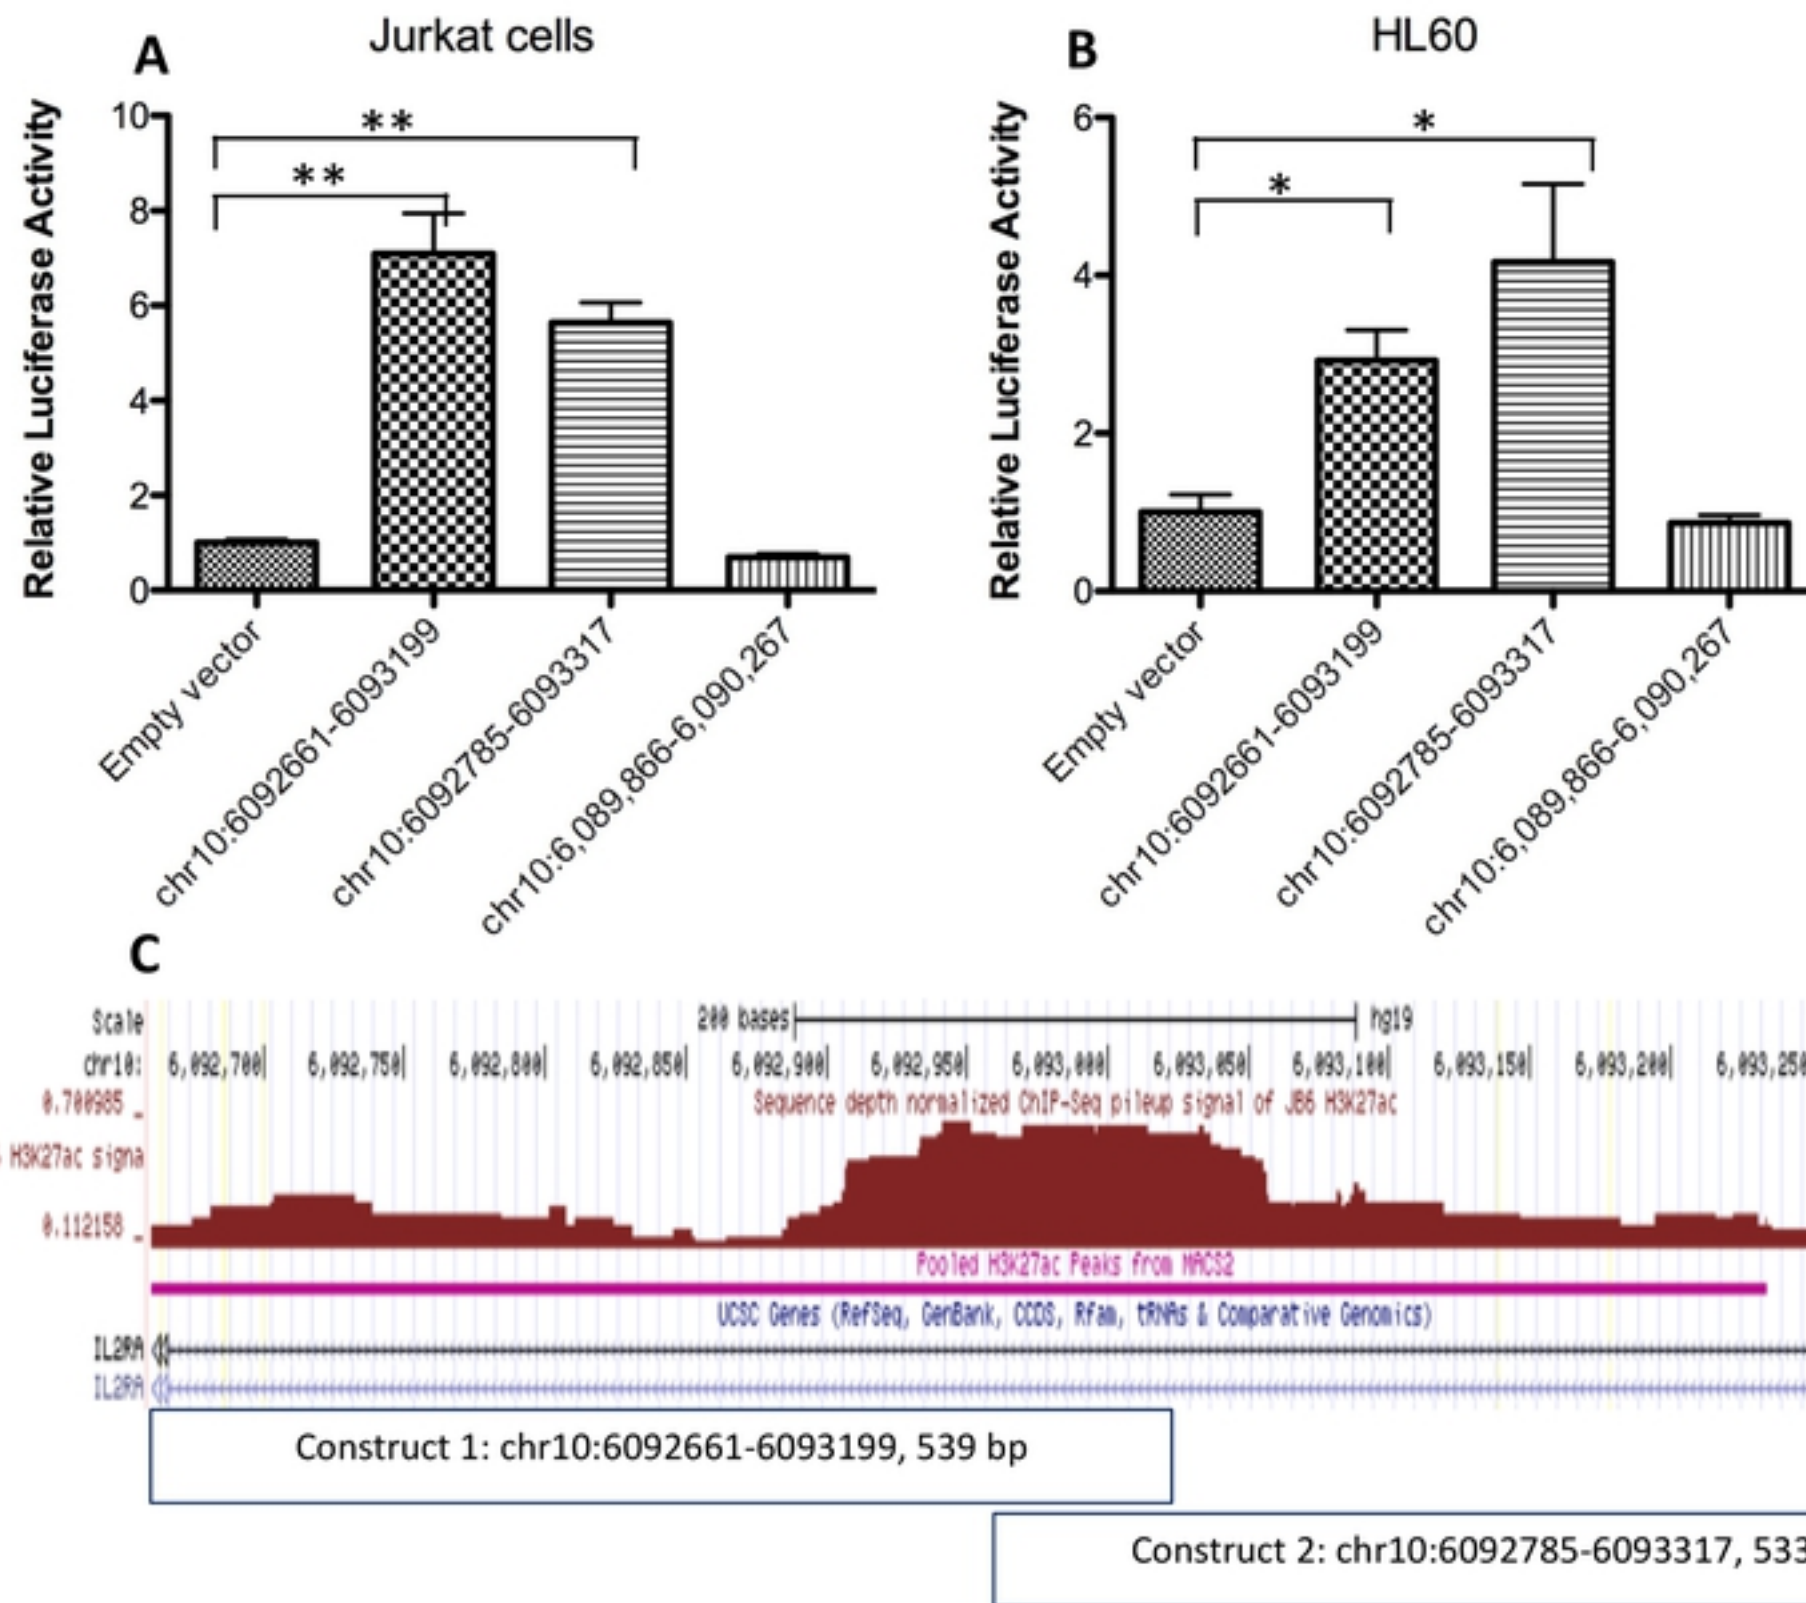 A
Jurkat cells
Relative Luciferase Activity
10
8
6
4
2
0
**
**
Empty vector
chr10:6092661-6093199
chr10:6092785-6093317
chr10:6,089,866-6,090,267
B
HL60
Relative Luciferase Activity
6
4
2
0
*
*
Empty vector
chr10:6092661-6093199
chr10:6092785-6093317
chr10:6,089,866-6,090,267
C
Scale 200 bases hg19
chr10: 6,092,700| 6,092,750| 6,092,800| 6,092,850| 6,092,900| 6,092,950| 6,093,000| 6,093,050| 6,093,100| 6,093,150| 6,093,200| 6,093,250
0.700985 _ Sequence depth normalized ChIP-Seq pileup signal of JB6 H3K27ac
H3K27ac signa
0.112158 _
Pooled H3K27ac Peaks from MACS2
UCSC Genes (RefSeq, GenBank, CCDS, Rfam, tRNAs & Comparative Genomics)
IL2RA
IL2RA
Construct 1: chr10:6092661-6093199, 539 bp
Construct 2: chr10:6092785-6093317, 533